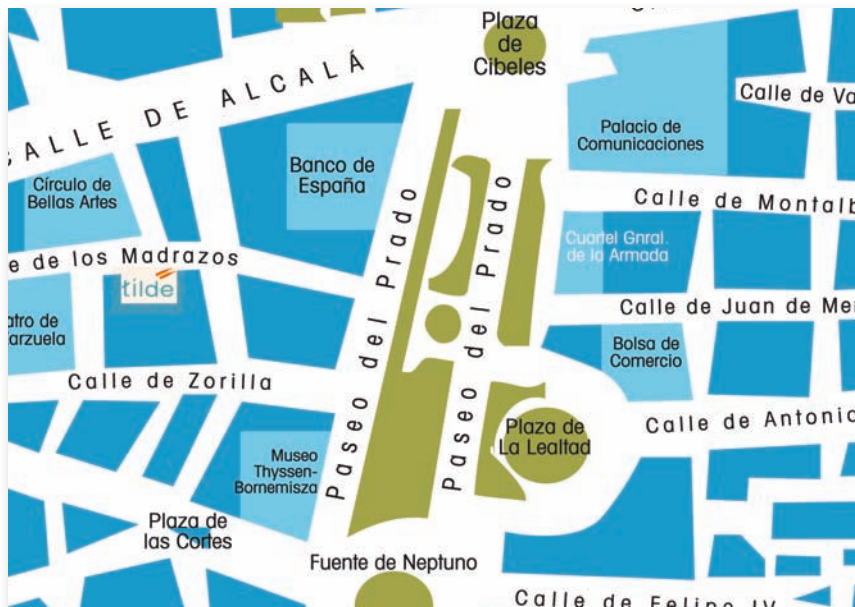 Plaza
de
Cibeles
CALLE DE ALCALÁ
Calle de Va
Palacio de
Comunicaciones
Banco de
España
Círculo de
Bellas Artes
Calle de Montalb
Cuartel Gnral.
de la Armada
e de los Madrazos
tilde
Paseo del Prado
Paseo del Prado
Calle de Juan de Me
atro de
arzuela
Bolsa de
Comercio
Calle de Zorilla
Calle de Antonio
Plaza de
La Lealtad
Museo
Thyssen-
Bornemisza
Plaza de
las Cortes
Fuente de Neptuno
Calle de Felipe IV